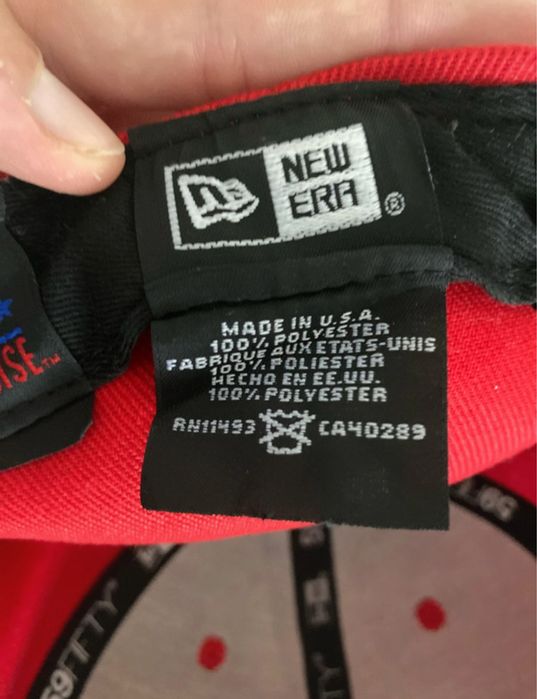 NEW
ERA
®
MADE IN U.S.A.
100% POLYESTER
FABRIQUE AUX ETATS-UNIS
100% POLIESTER
HECHO EN EE.UU.
100% POLYESTER
RN11493 CA40289
ISE™
59FIFTY